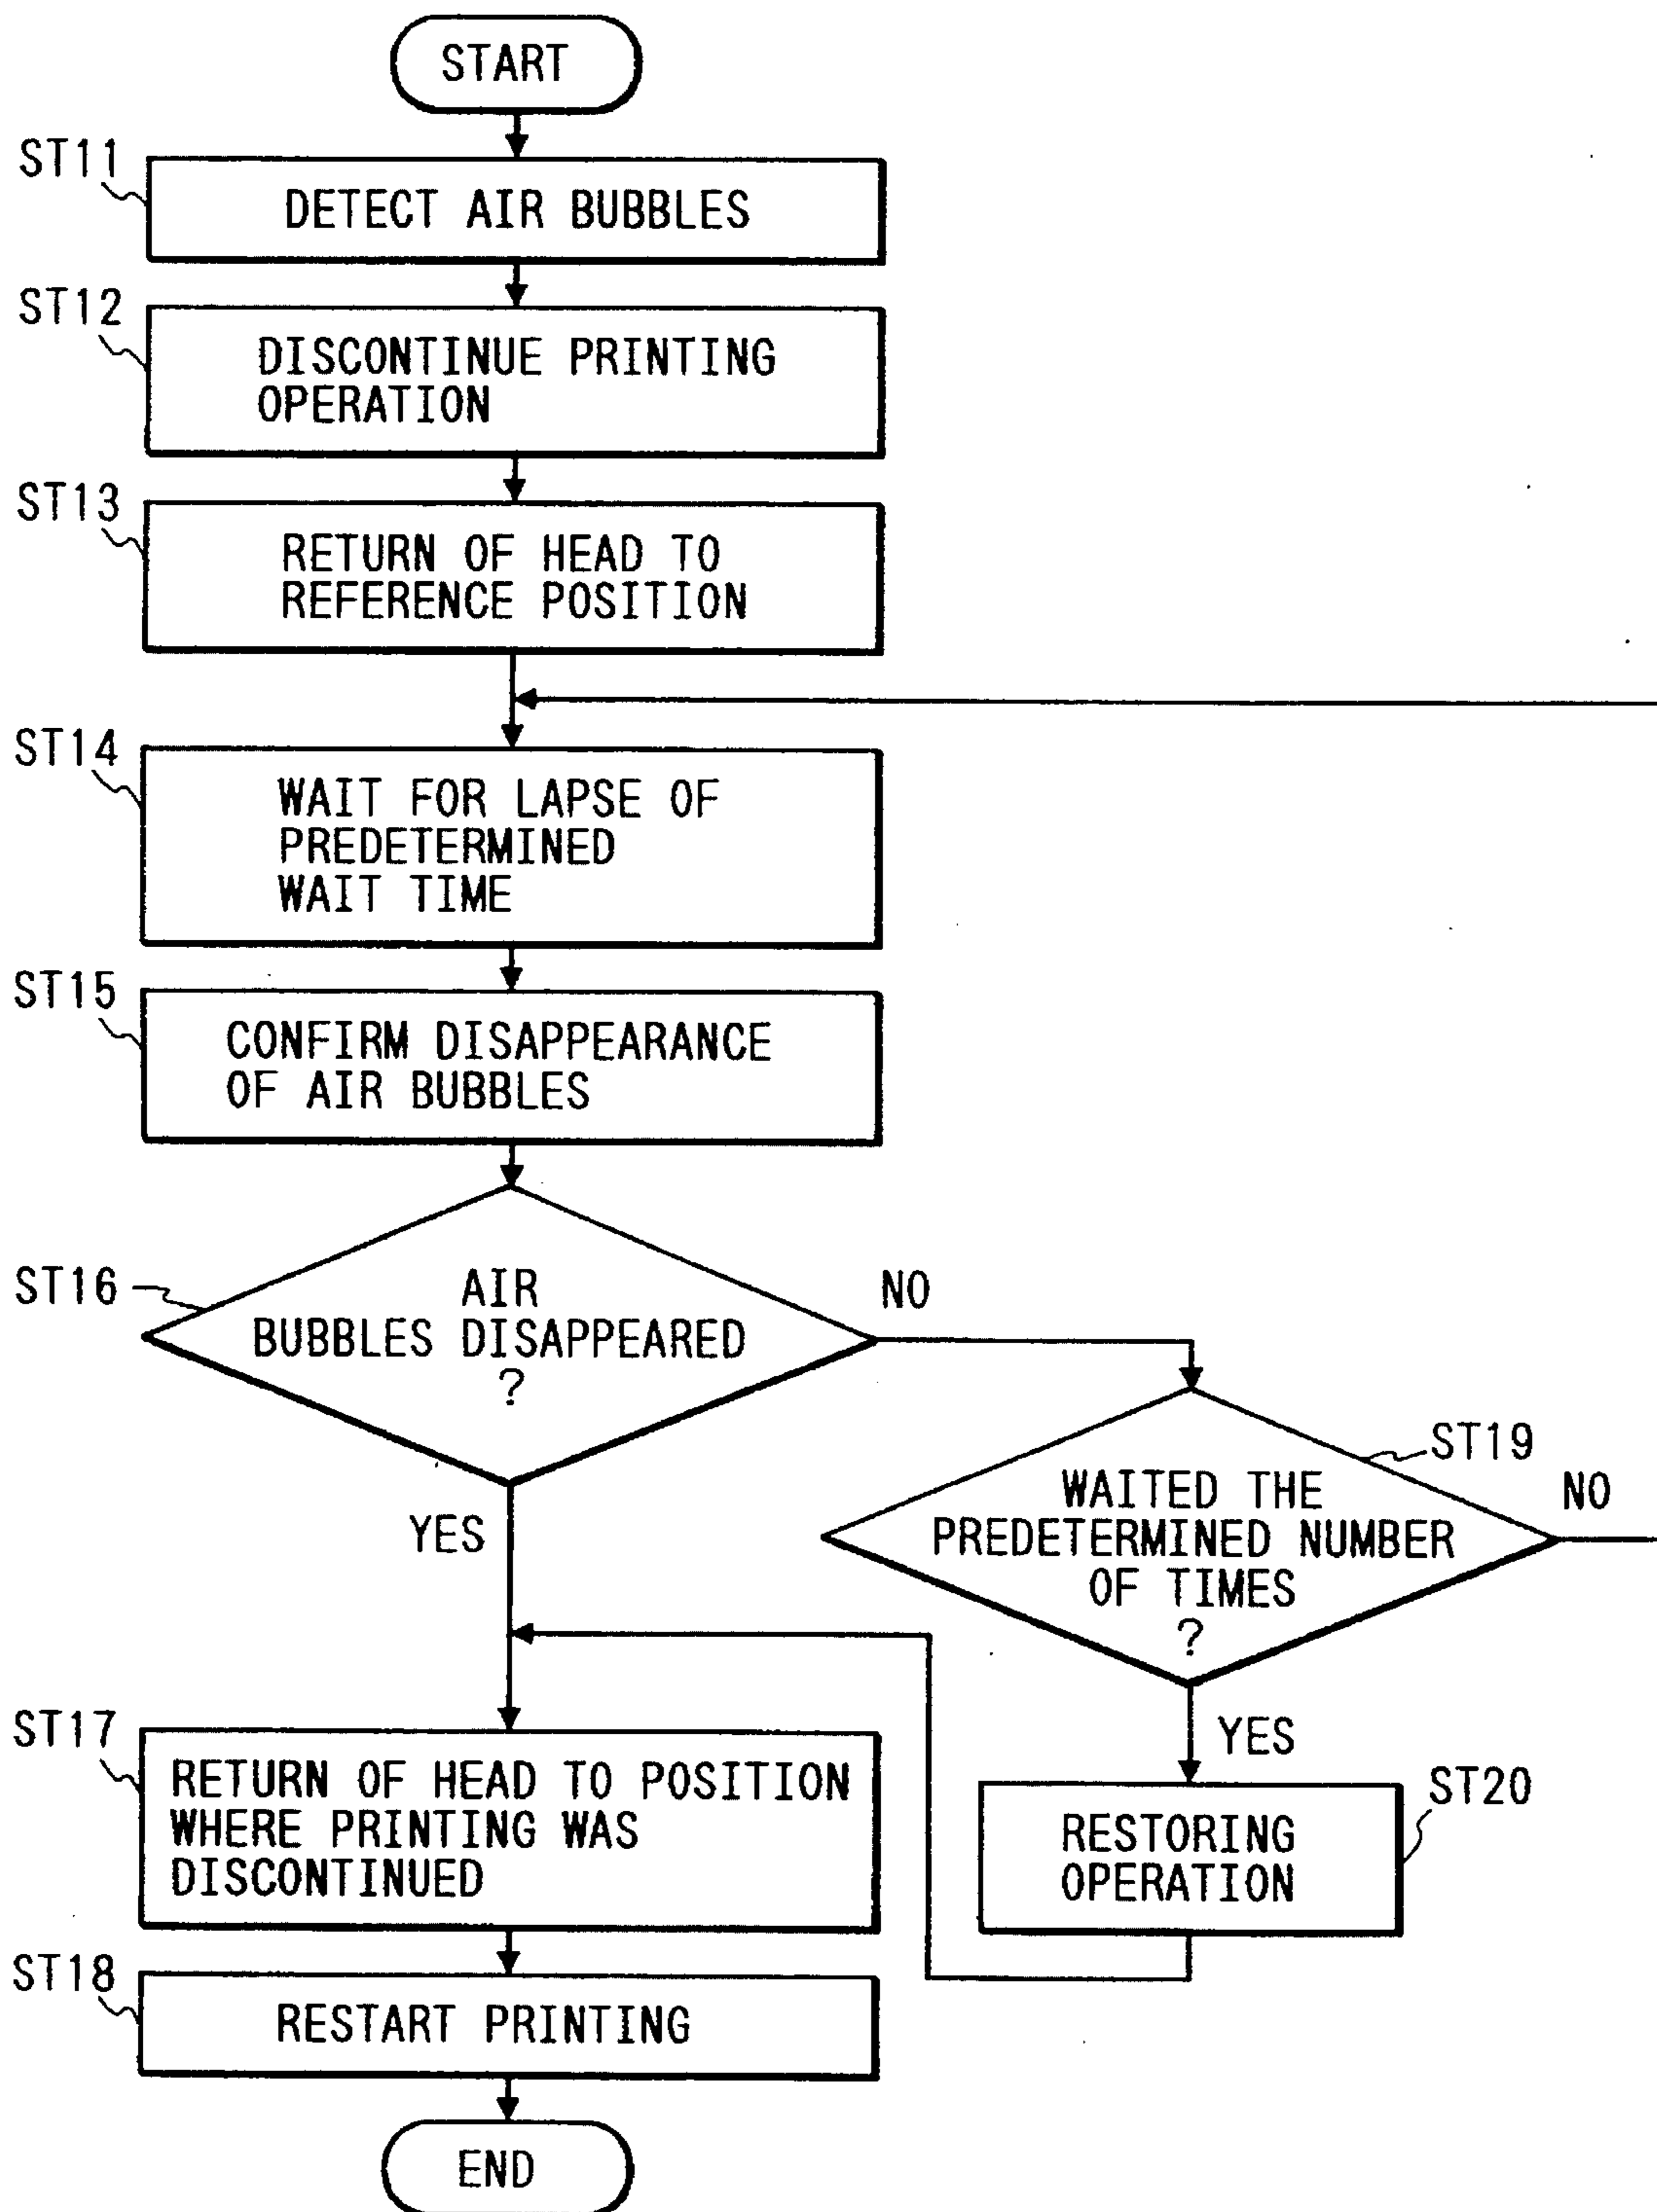 START
ST11
DETECT AIR BUBBLES
ST12
DISCONTINUE PRINTING
OPERATION
ST13
RETURN OF HEAD TO
REFERENCE POSITION
ST14
WAIT FOR LAPSE OF
PREDETERMINED
WAIT TIME
ST15
CONFIRM DISAPPEARANCE
OF AIR BUBBLES
ST16
AIR
BUBBLES DISAPPEARED
?
NO
YES
ST19
WAITED THE
PREDETERMINED NUMBER
OF TIMES
?
NO
YES
ST17
RETURN OF HEAD TO POSITION
WHERE PRINTING WAS
DISCONTINUED
ST20
RESTORING
OPERATION
ST18
RESTART PRINTING
END